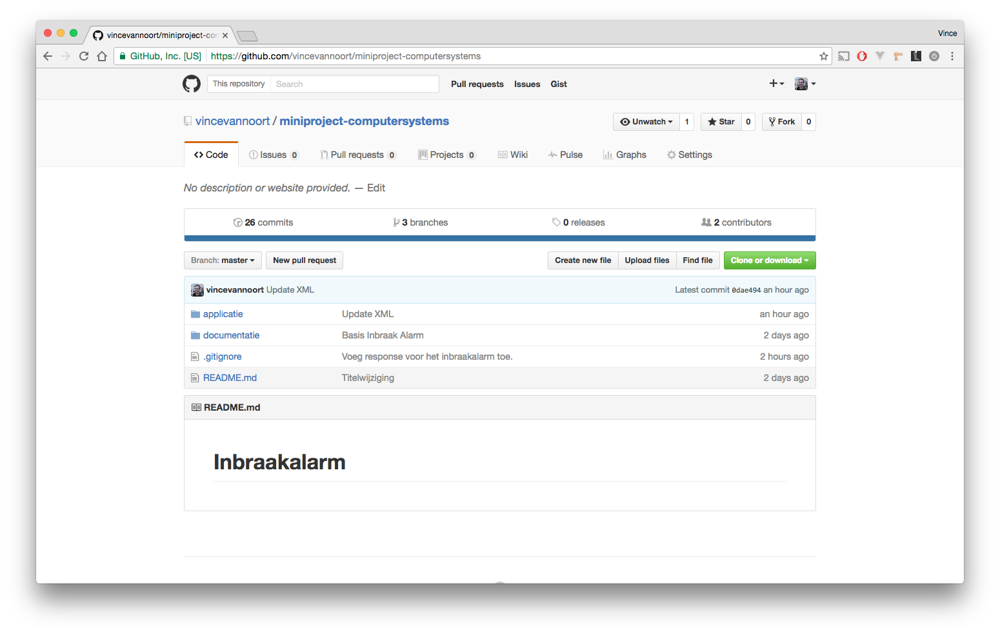 vincevannoort/miniproject-con
Vince
GitHub, Inc. [US] https://github.com/vincevannoort/miniproject-computersystems
This repository Search Pull requests Issues Gist
vincevannoort / miniproject-computersystems
Unwatch 1 Star 0 Fork 0
Code Issues 0 Pull requests 0 Projects 0 Wiki Pulse Graphs Settings
No description or website provided. — Edit
26 commits 3 branches 0 releases 2 contributors
Branch: master New pull request Create new file Upload files Find file Clone or download
vincevannoort Update XML Latest commit 0dae494 an hour ago
applicatie Update XML an hour ago
documentatie Basis Inbraak Alarm 2 days ago
.gitignore Voeg response voor het inbraakalarm toe. 2 hours ago
README.md Titelwijziging 2 days ago
README.md
Inbraakalarm